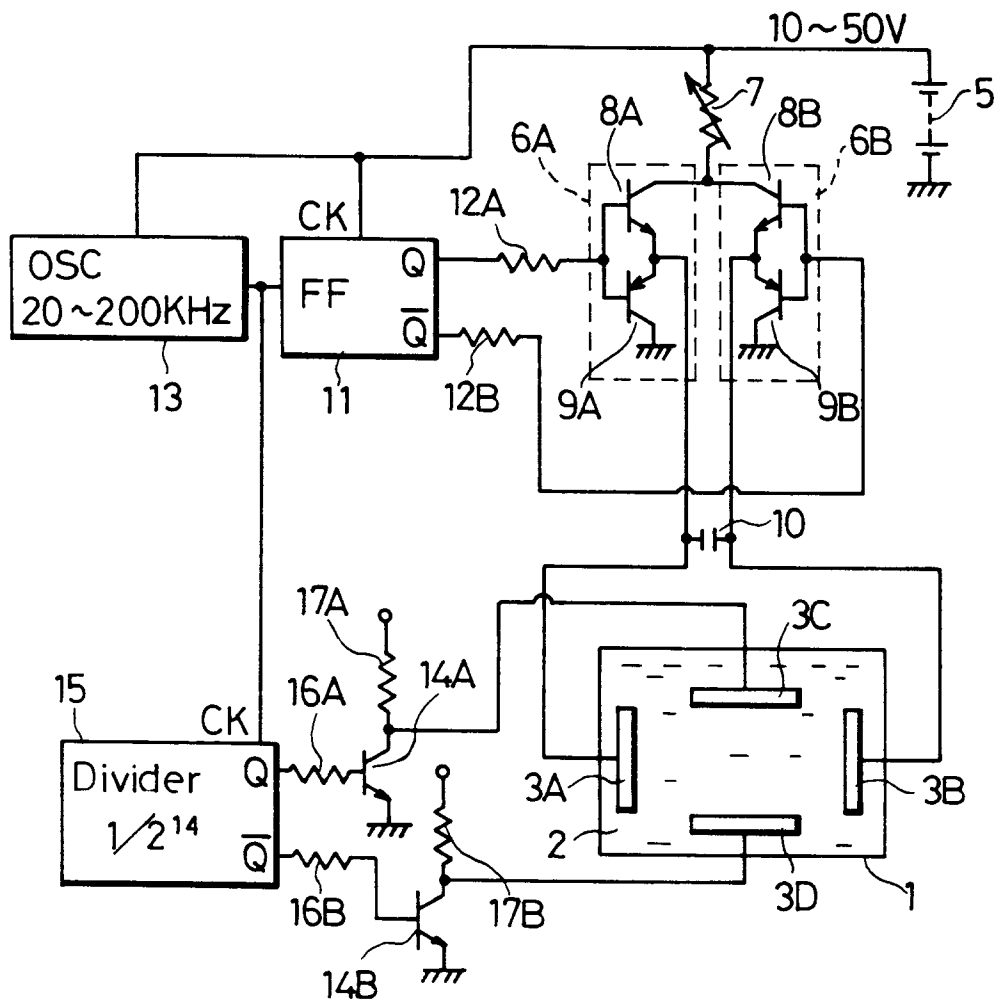 10~50V
5
7
8A
8B
6A
6B
12A
CK
OSC
20~200KHz
FF
Q
Q̅
13
11
12B
9A
9B
10
17A
3C
16A
14A
15
CK
Divider
1/2¹⁴
Q
Q̅
3A
3B
2
16B
17B
3D
1
14B